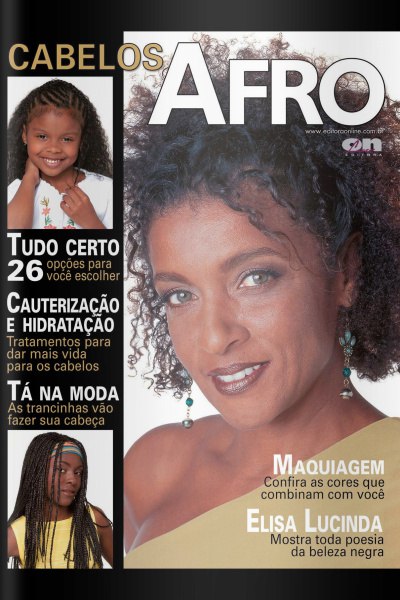 CABELOS AFRO
www.editoraonline.com.br
on
EDITORA
TUDO CERTO
26 opções para
você escolher
CAUTERIZAÇÃO
E HIDRATAÇÃO
Tratamentos para
dar mais vida
para os cabelos
TÁ NA MODA
As trancinhas vão
fazer sua cabeça
MAQUIAGEM
Confira as cores que
combinam com você
ELISA LUCINDA
Mostra toda poesia
da beleza negra